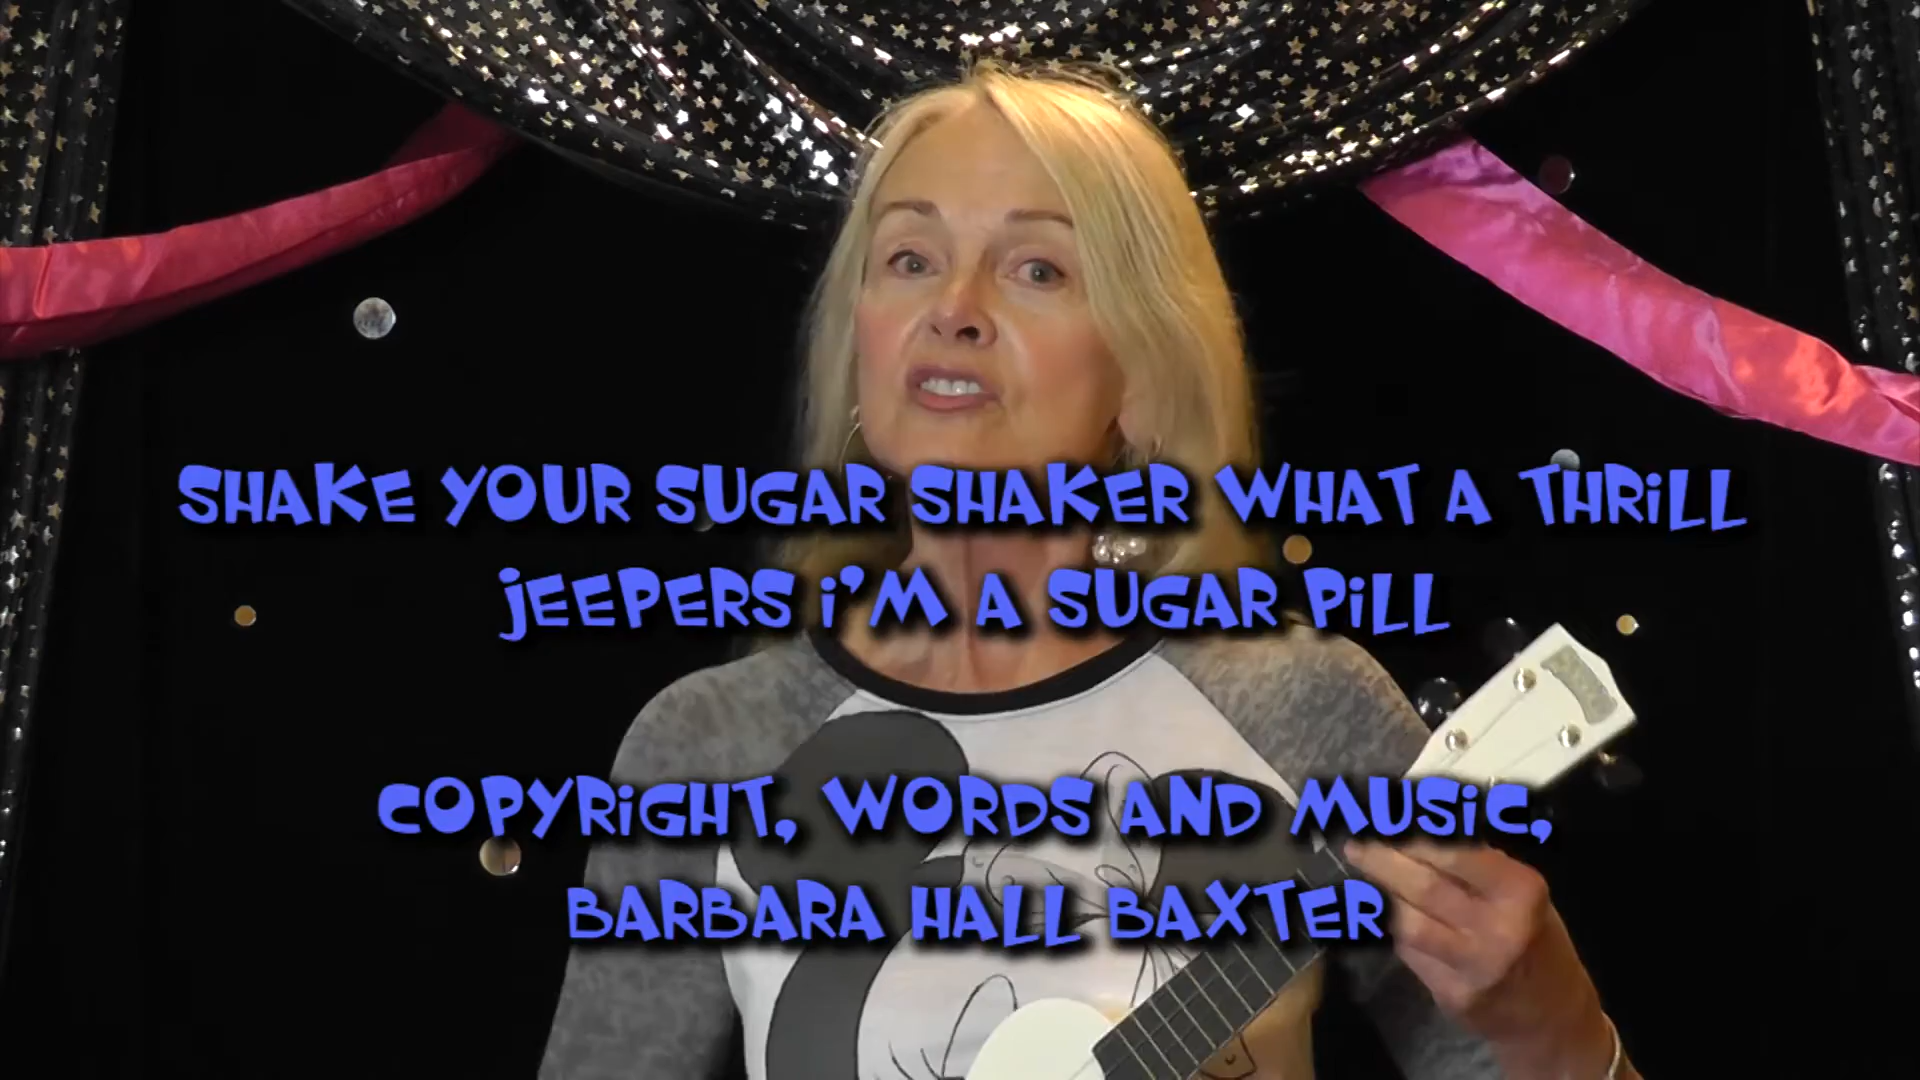 SHAKE YOUR SUGAR SHAKER WHAT A THRiLL
JEEPERS i'M A SUGAR PiLL
COPYRiGHT, WORDS AND MUSiC,
BARBARA HALL BAXTER